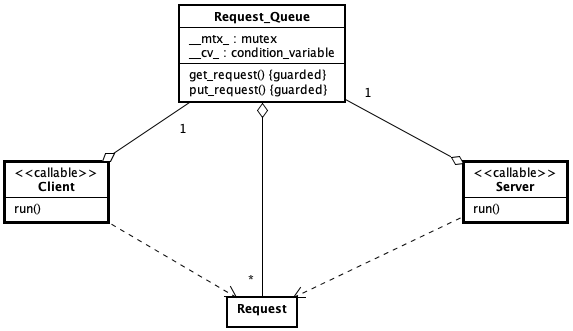 Request_Queue
__mtx_ : mutex
__cv_ : condition_variable
get_request() {guarded}
put_request() {guarded}
1
1
<<callable>>
Client
run()
<<callable>>
Server
run()
*
Request